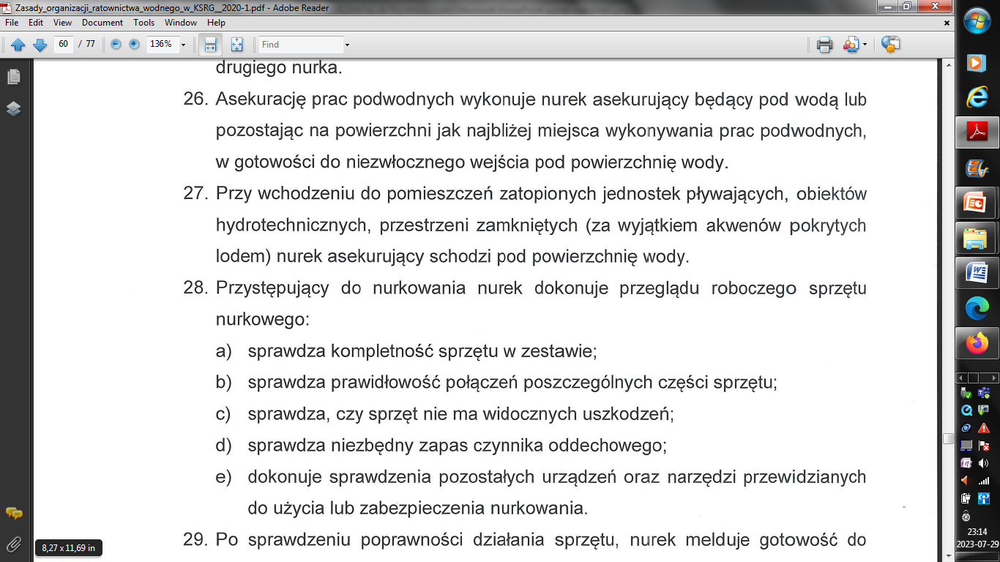 Zasady_organizacji_ratownictwa_wodnego_w_KSRG__2020-1.pdf - Adobe Reader
File Edit View Document Tools Window Help
60 / 77 136% Find
drugiego nurka.
26. Asekurację prac podwodnych wykonuje nurek asekurujący będący pod wodą lub
pozostając na powierzchni jak najbliżej miejsca wykonywania prac podwodnych,
w gotowości do niezwłocznego wejścia pod powierzchnię wody.
27. Przy wchodzeniu do pomieszczeń zatopionych jednostek pływających, obiektów
hydrotechnicznych, przestrzeni zamkniętych (za wyjątkiem akwenów pokrytych
lodem) nurek asekurujący schodzi pod powierzchnię wody.
28. Przystępujący do nurkowania nurek dokonuje przeglądu roboczego sprzętu
nurkowego:
a) sprawdza kompletność sprzętu w zestawie;
b) sprawdza prawidłowość połączeń poszczególnych części sprzętu;
c) sprawdza, czy sprzęt nie ma widocznych uszkodzeń;
d) sprawdza niezbędny zapas czynnika oddechowego;
e) dokonuje sprawdzenia pozostałych urządzeń oraz narzędzi przewidzianych
do użycia lub zabezpieczenia nurkowania.
29. Po sprawdzeniu poprawności działania sprzętu, nurek melduje gotowość do
8,27 x 11,69 in
23:14
2023-07-29